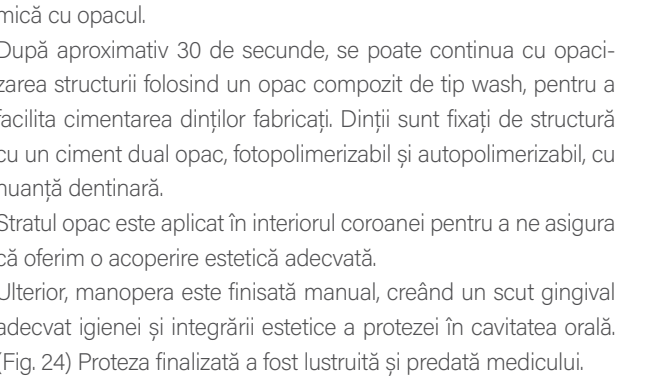 mică cu opacul.
După aproximativ 30 de secunde, se poate continua cu opaci-
zarea structurii folosind un opac compozit de tip wash, pentru a
facilita cimentarea dinților fabricați. Dinții sunt fixați de structură
cu un ciment dual opac, fotopolimerizabil și autopolimerizabil, cu
nuanță dentinară.
Stratul opac este aplicat în interiorul coroanei pentru a ne asigura
că oferim o acoperire estetică adecvată.
Ulterior, manopera este finisată manual, creând un scut gingival
adecvat igienei și integrării estetice a protezei în cavitatea orală.
(Fig. 24) Proteza finalizată a fost lustruită și predată medicului.